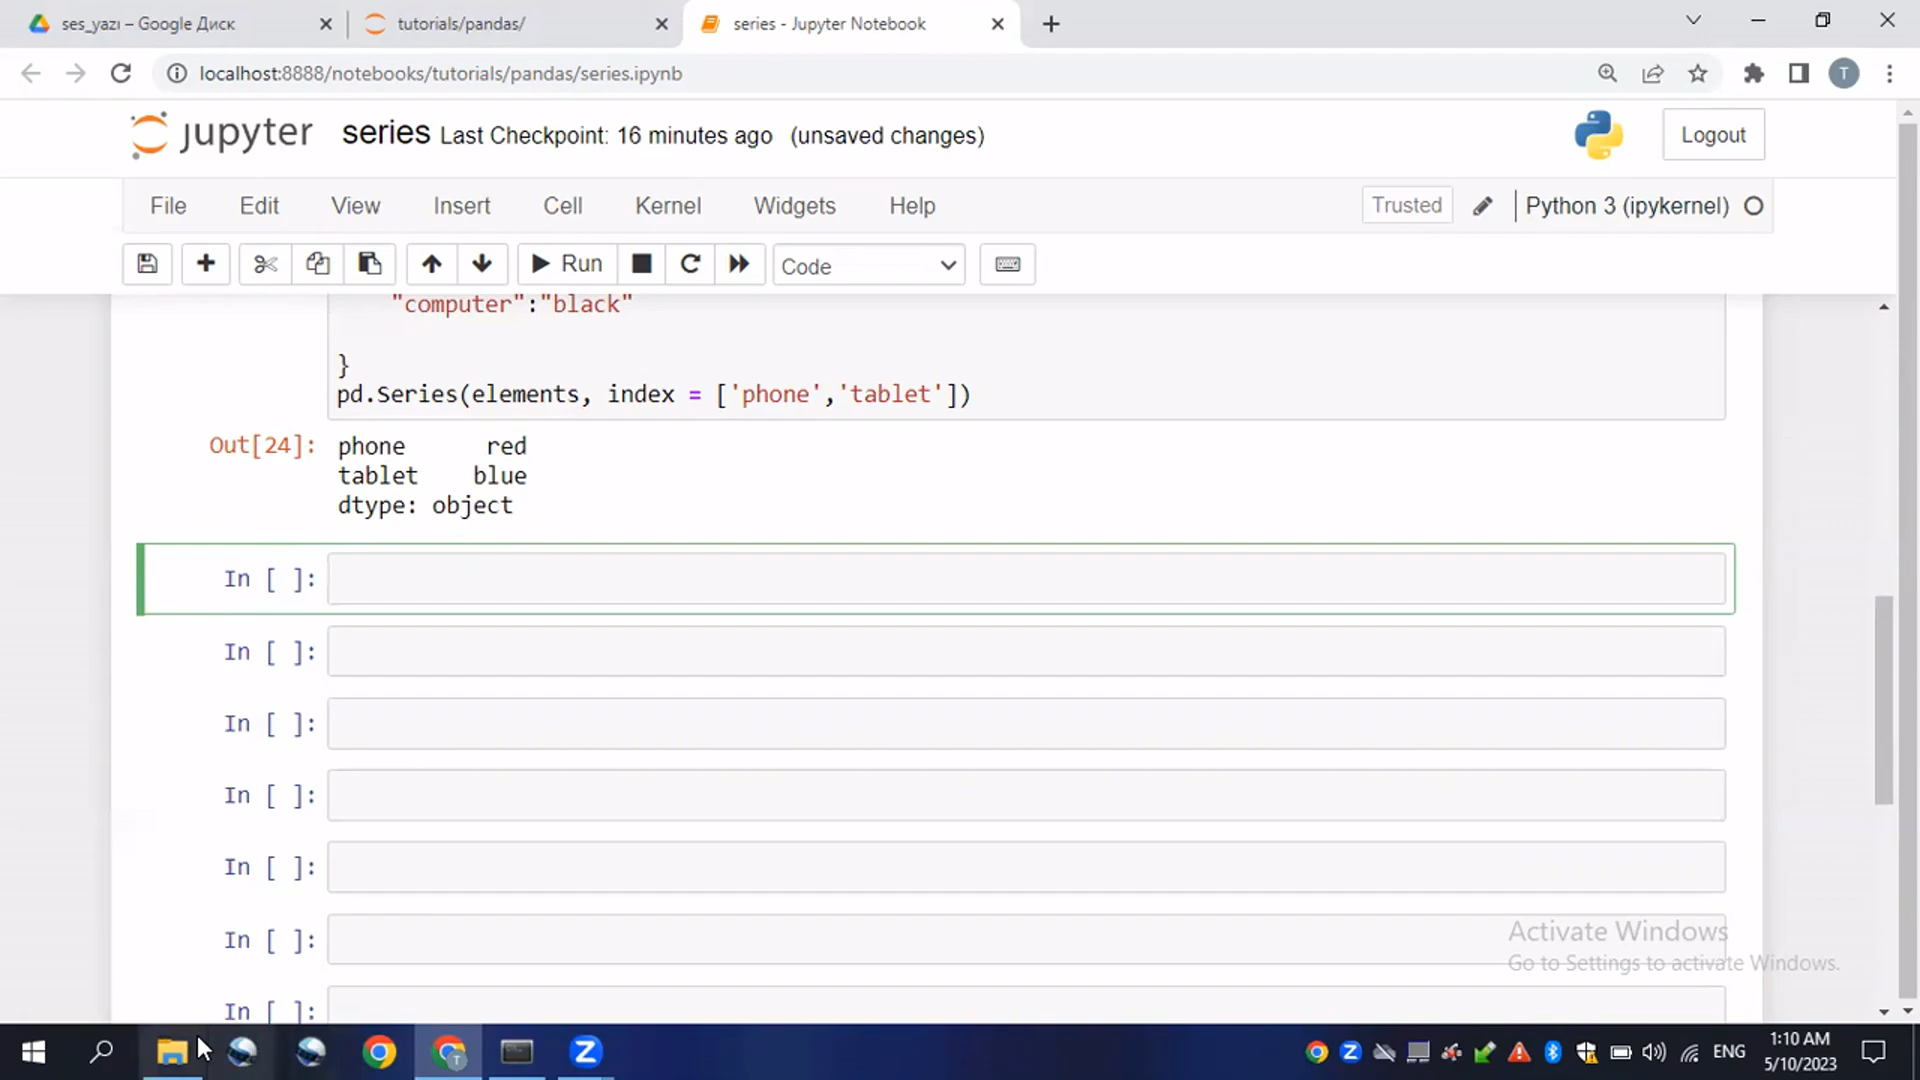 ses_yazı – Google Диск
tutorials/pandas/
series - Jupyter Notebook
localhost:8888/notebooks/tutorials/pandas/series.ipynb
T
jupyter series Last Checkpoint: 16 minutes ago (unsaved changes)
Logout
File Edit View Insert Cell Kernel Widgets Help
Trusted Python 3 (ipykernel)
Run Code
"computer":"black"
}
pd.Series(elements, index = ['phone','tablet'])
Out[24]: phone red
tablet blue
dtype: object
In [ ]:
In [ ]:
In [ ]:
In [ ]:
In [ ]:
In [ ]:
In [ ]:
Activate Windows
Go to Settings to activate Windows.
ENG
1:10 AM
5/10/2023